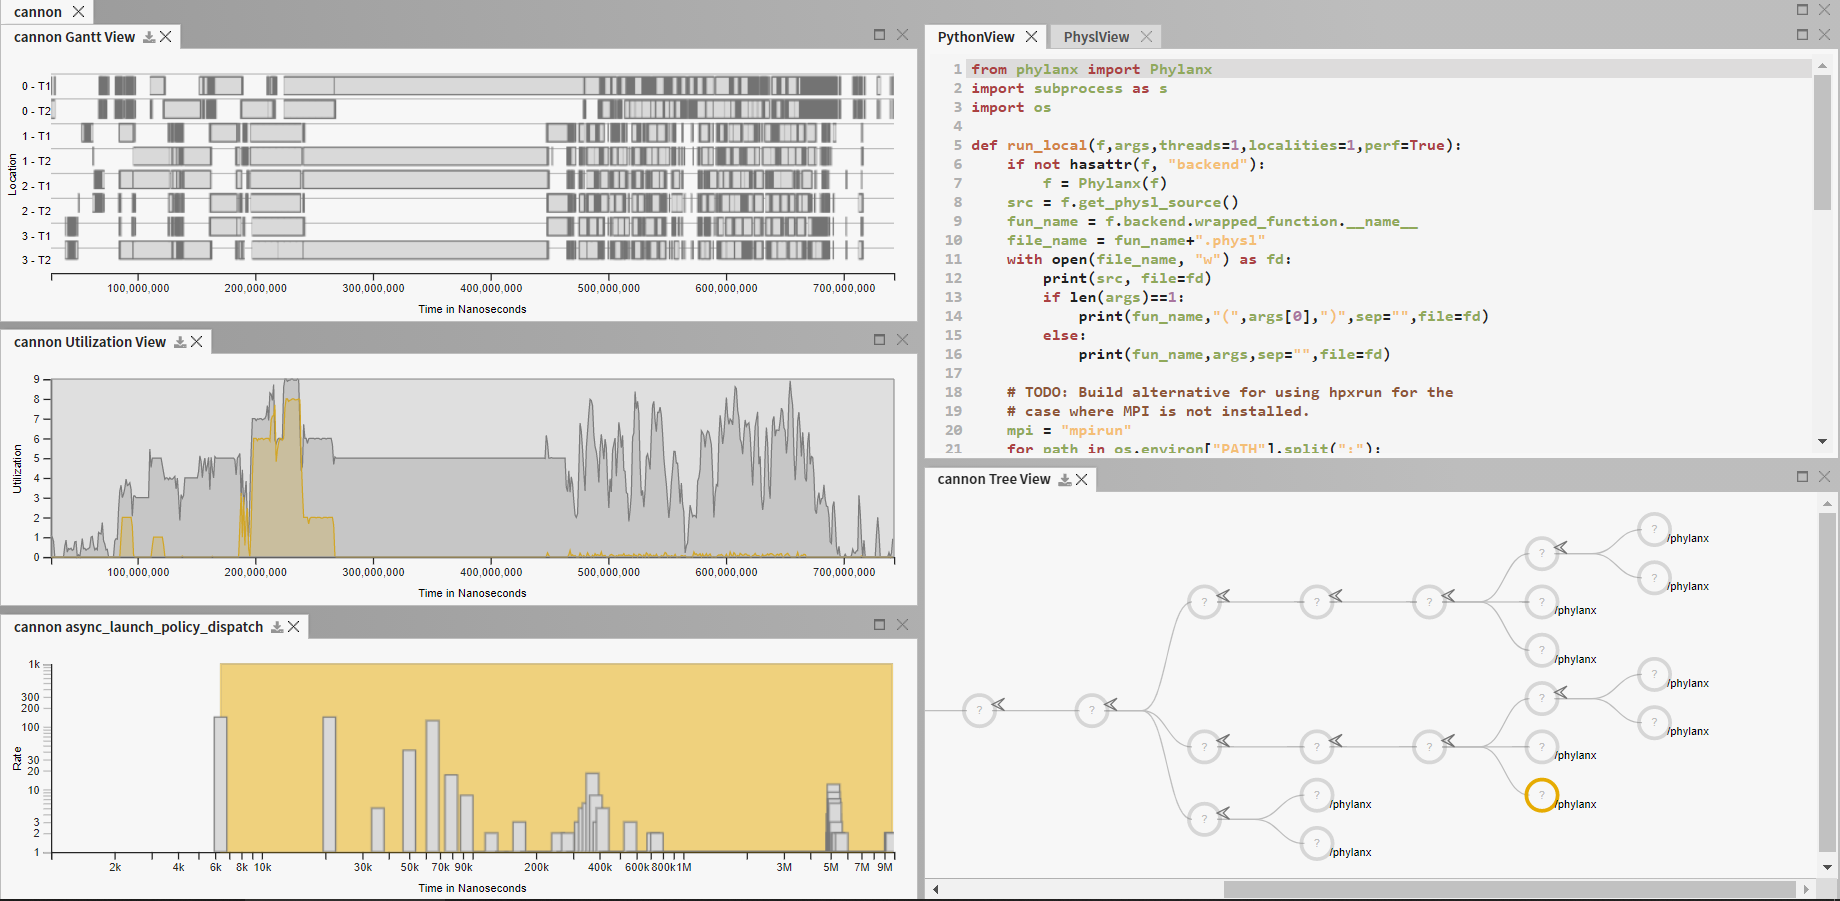 cannon
cannon Gantt View
0 - T1
0 - T2
1 - T1
1 - T2
2 - T1
2 - T2
3 - T1
3 - T2
Location
100,000,000 200,000,000 300,000,000 400,000,000 500,000,000 600,000,000 700,000,000
Time in Nanoseconds
cannon Utilization View
9
8
7
6
5
4
3
2
1
0
Utilization
100,000,000 200,000,000 300,000,000 400,000,000 500,000,000 600,000,000 700,000,000
Time in Nanoseconds
cannon async_launch_policy_dispatch
1k
300
200
100
30
20
10
3
2
1
Rate
2k 4k 6k 8k 10k 30k 50k 70k 90k 200k 400k 600k 800k 1M 3M 5M 7M 9M
Time in Nanoseconds
PythonView PhyslView
1 from phylanx import Phylanx
2 import subprocess as s
3 import os
4
5 def run_local(f,args,threads=1,localities=1,perf=True):
6 if not hasattr(f, "backend"):
7 f = Phylanx(f)
8 src = f.get_physl_source()
9 fun_name = f.backend.wrapped_function.__name__
10 file_name = fun_name+".physl"
11 with open(file_name, "w") as fd:
12 print(src, file=fd)
13 if len(args)==1:
14 print(fun_name,"(",args[0],")",sep="",file=fd)
15 else:
16 print(fun_name,args,sep="",file=fd)
17
18 # TODO: Build alternative for using hpxrun for the
19 # case where MPI is not installed.
20 mpi = "mpirun"
21 for path in os.environ["PATH"].split(":"):
cannon Tree View
? /phylanx
?
? /phylanx
? ? ? ? /phylanx
? /phylanx
? /phylanx
?
? ?
? /phylanx
? ? ? ? /phylanx
? /phylanx
? /phylanx
?
? /phylanx